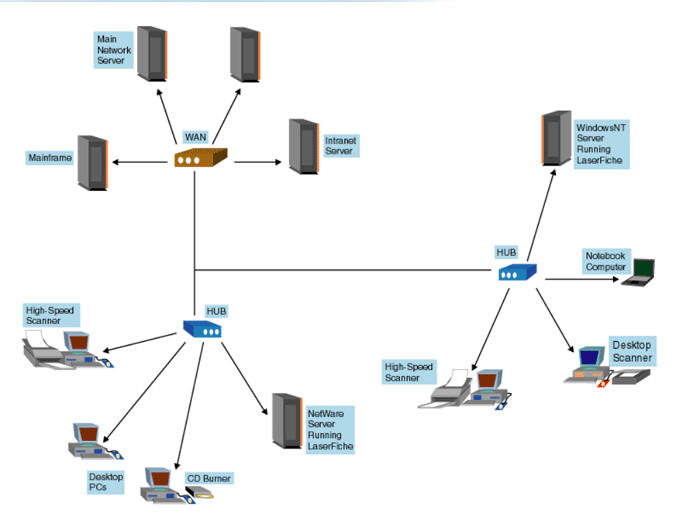 Main
Network
Server
WAN
Mainframe
Intranet
Server
WindowsNT
Server
Running
LaserFiche
HUB
Notebook
Computer
High-Speed
Scanner
HUB
Desktop
Scanner
High-Speed
Scanner
NetWare
Server
Running
LaserFiche
Desktop
PCs
CD Burner